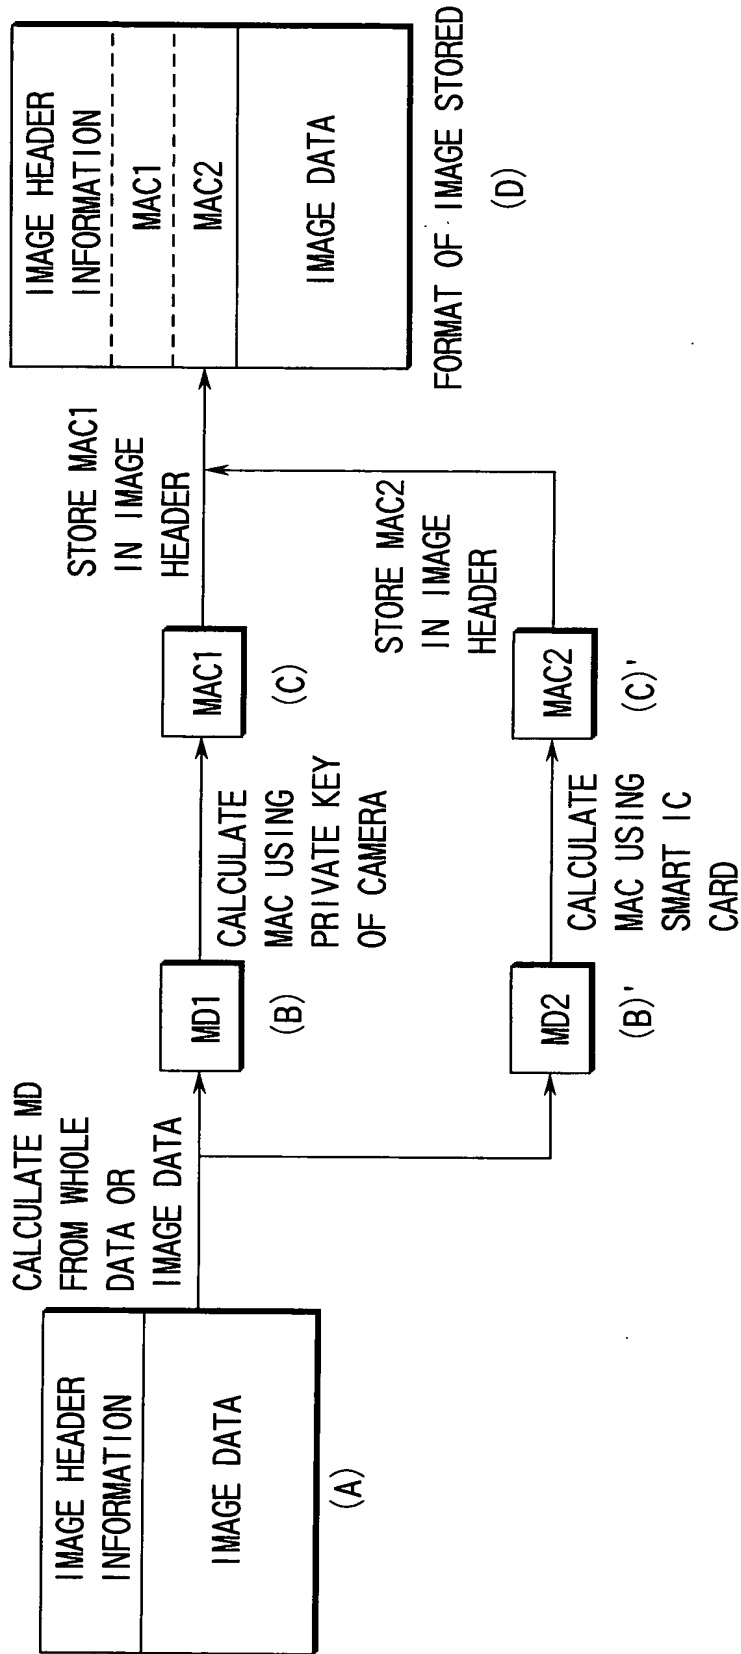 IMAGE HEADER
INFORMATION
IMAGE DATA
(A)
CALCULATE MD
FROM WHOLE
DATA OR
IMAGE DATA
MD1
(B)
CALCULATE
MAC USING
PRIVATE KEY
OF CAMERA
MAC1
(C)
STORE MAC1
IN IMAGE
HEADER
MD2
(B)'
CALCULATE
MAC USING
SMART IC
CARD
MAC2
(C)'
STORE MAC2
IN IMAGE
HEADER
IMAGE HEADER
INFORMATION
MAC1
MAC2
IMAGE DATA
FORMAT OF IMAGE STORED
(D)